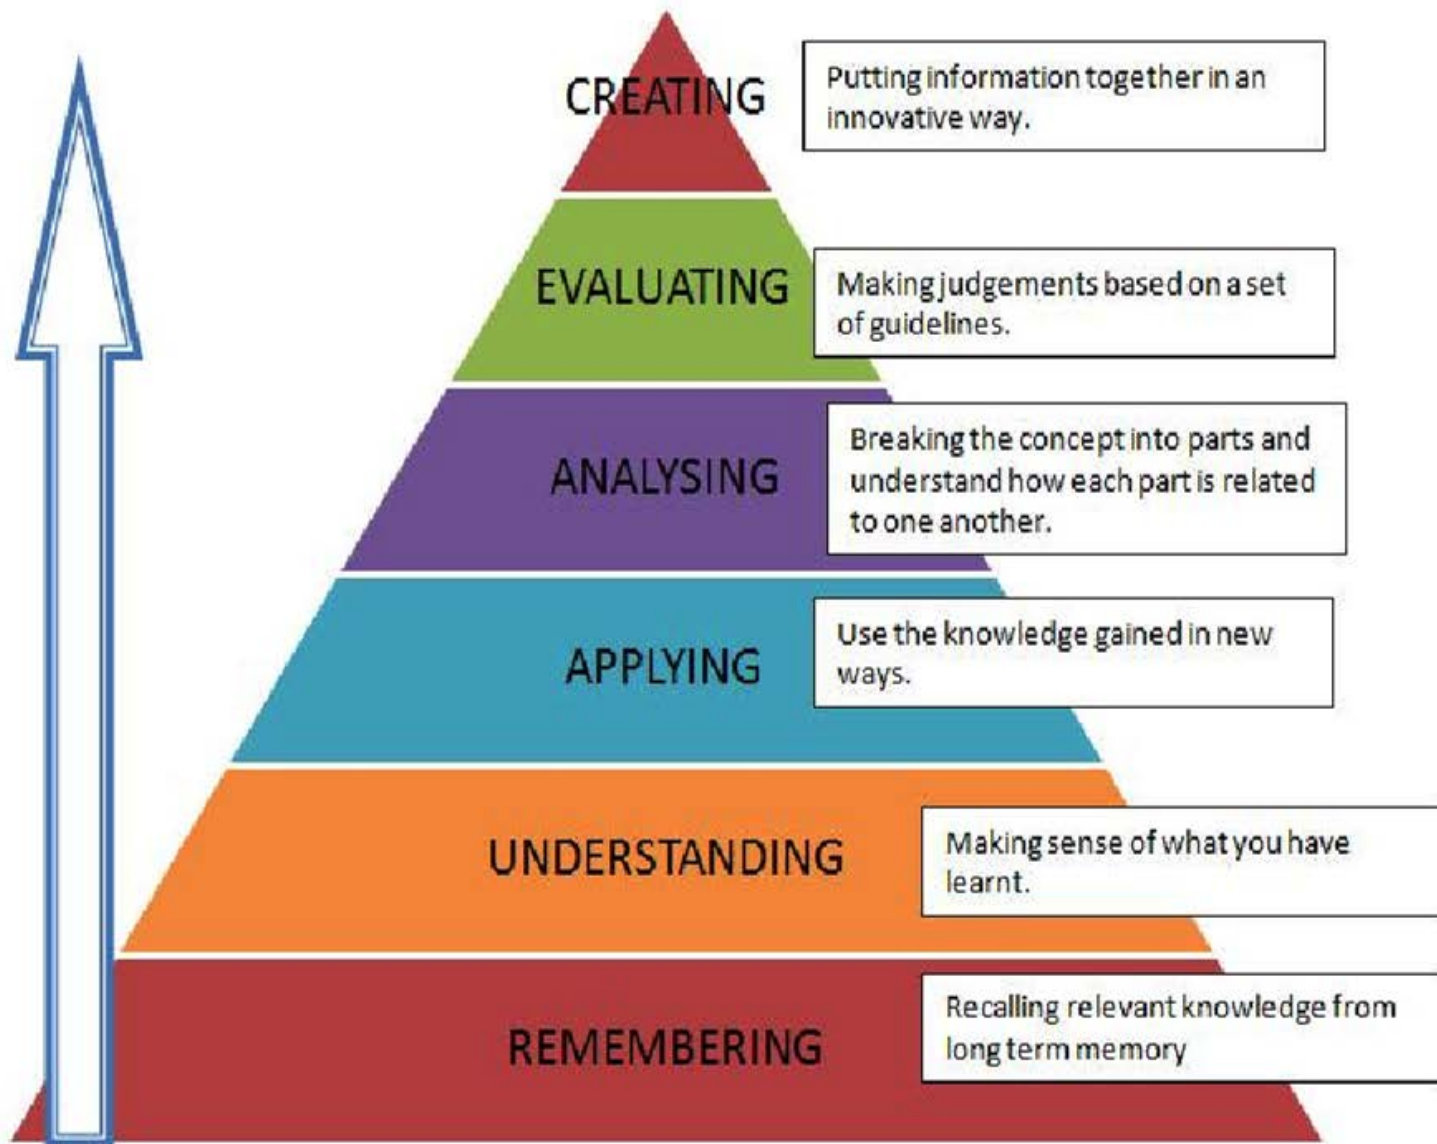 CREATING
Putting information together in an
innovative way.
EVALUATING
Making judgements based on a set
of guidelines.
ANALYSING
Breaking the concept into parts and
understand how each part is related
to one another.
APPLYING
Use the knowledge gained in new
ways.
UNDERSTANDING
Making sense of what you have
learnt.
REMEMBERING
Recalling relevant knowledge from
long term memory